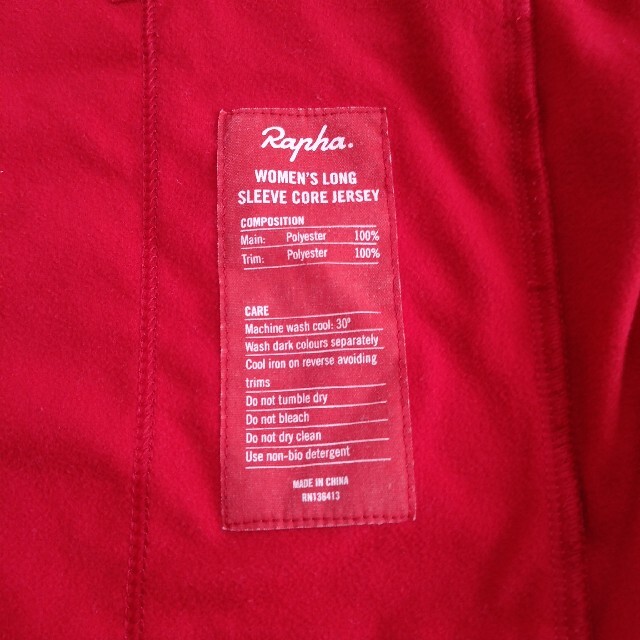 Rapha.
WOMEN'S LONG
SLEEVE CORE JERSEY
COMPOSITION
Main: Polyester 100%
Trim: Polyester 100%
CARE
Machine wash cool: 30º
Wash dark colours separately
Cool iron on reverse avoiding
trims
Do not tumble dry
Do not bleach
Do not dry clean
Use non-bio detergent
MADE IN CHINA
RN136413